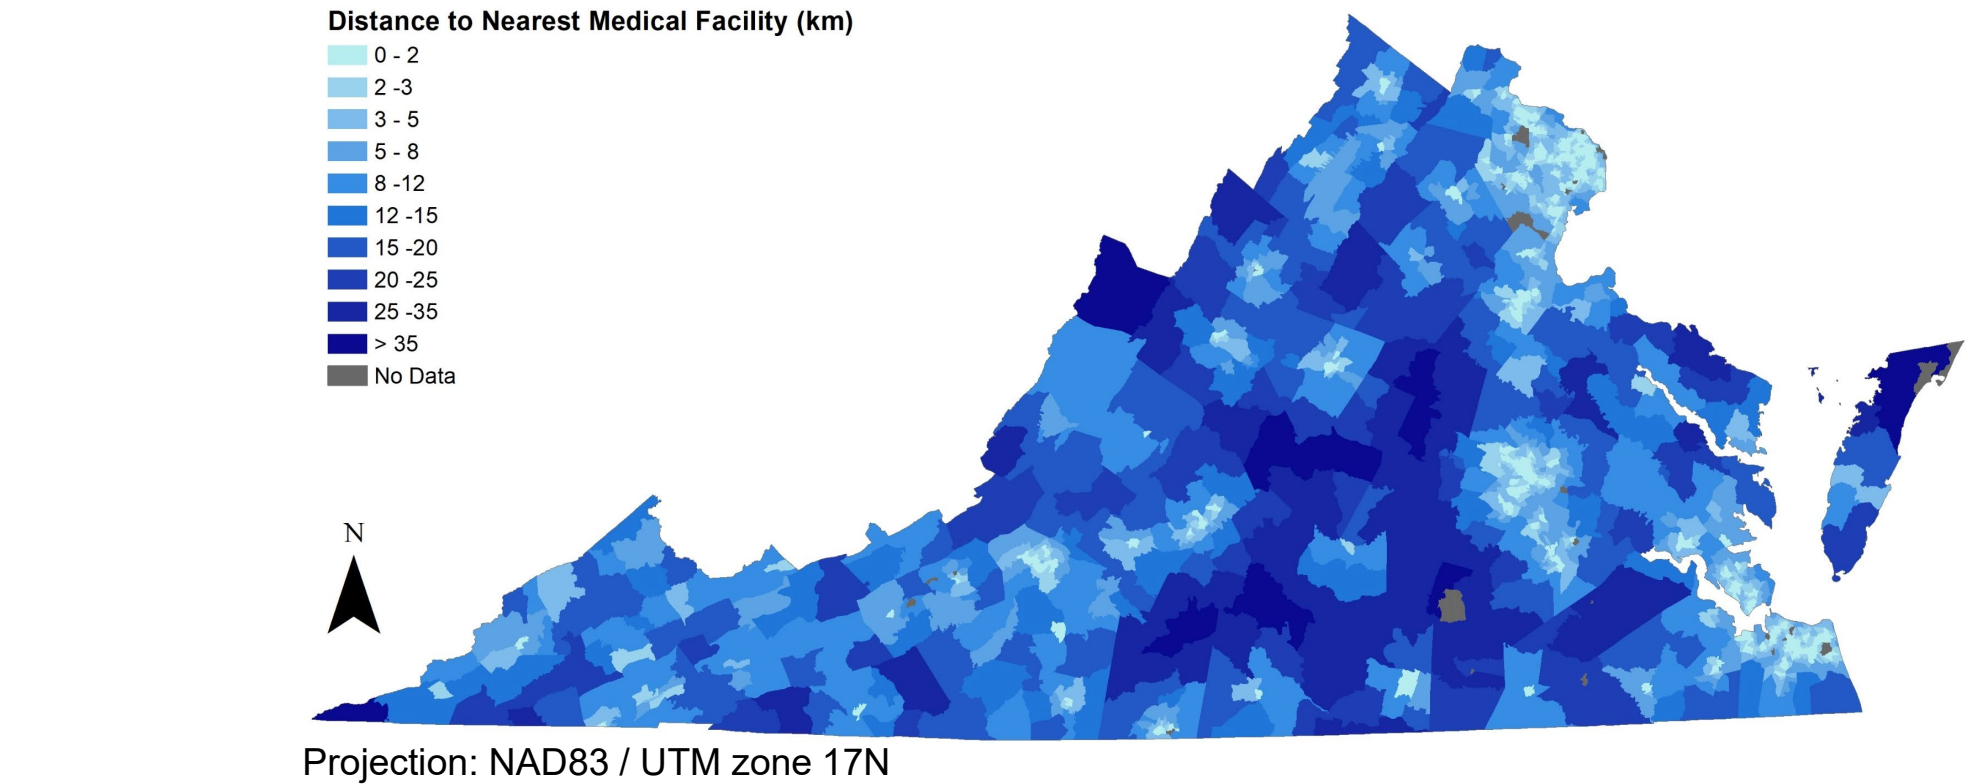 Distance to Nearest Medical Facility (km)
0 - 2
2 -3
3 - 5
5 - 8
8 -12
12 -15
15 -20
20 -25
25 -35
> 35
No Data
N
Projection: NAD83 / UTM zone 17N